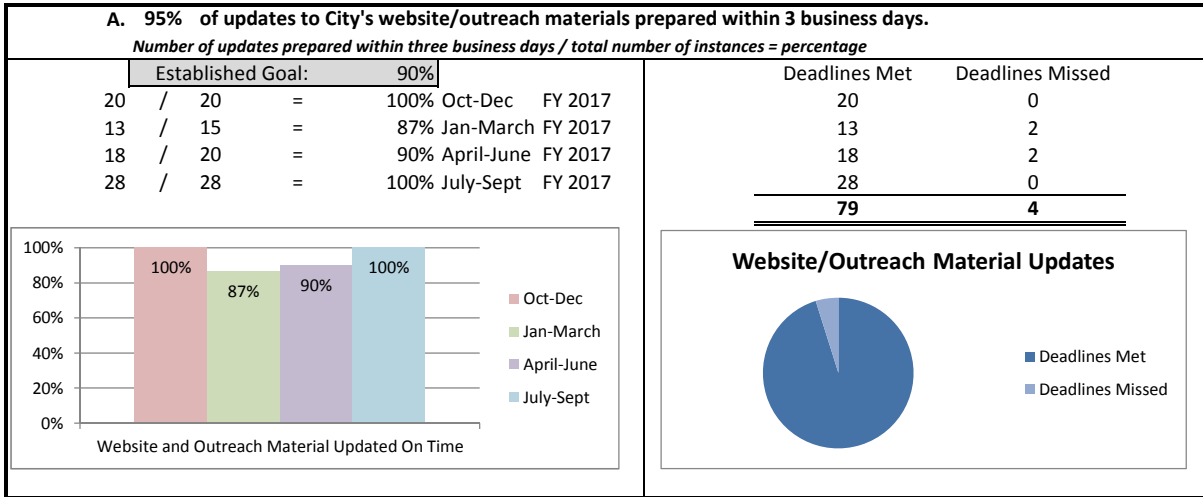 A. 95% of updates to City's website/outreach materials prepared within 3 business days.
Number of updates prepared within three business days / total number of instances = percentage
Established Goal: 90%
20 / 20 = 100% Oct-Dec FY 2017
13 / 15 = 87% Jan-March FY 2017
18 / 20 = 90% April-June FY 2017
28 / 28 = 100% July-Sept FY 2017
Deadlines Met Deadlines Missed
20 0
13 2
18 2
28 0
79 4
100%
80%
60%
40%
20%
0%
100%
87%
90%
100%
Website and Outreach Material Updated On Time
Oct-Dec
Jan-March
April-June
July-Sept
Website/Outreach Material Updates
Deadlines Met
Deadlines Missed